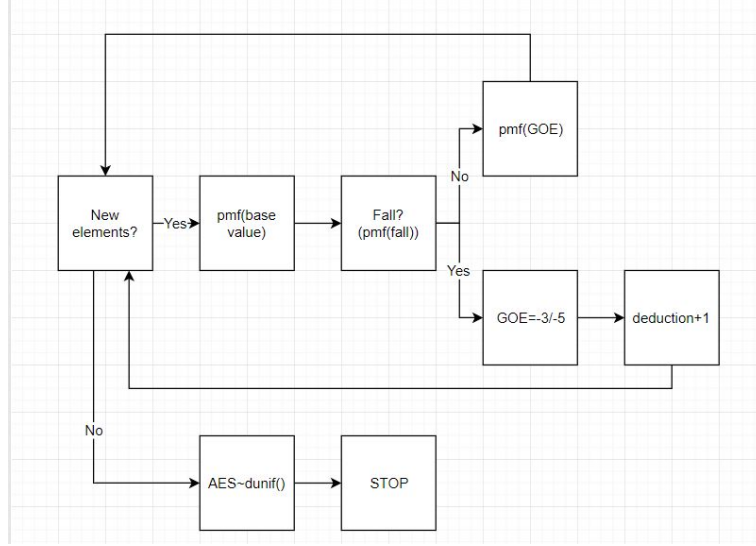 pmf(GOE)
No
New
elements?
Yes
pmf(base
value)
Fall?
(pmf(fall))
Yes
GOE=-3/-5
deduction+1
No
AES~dunif()
STOP